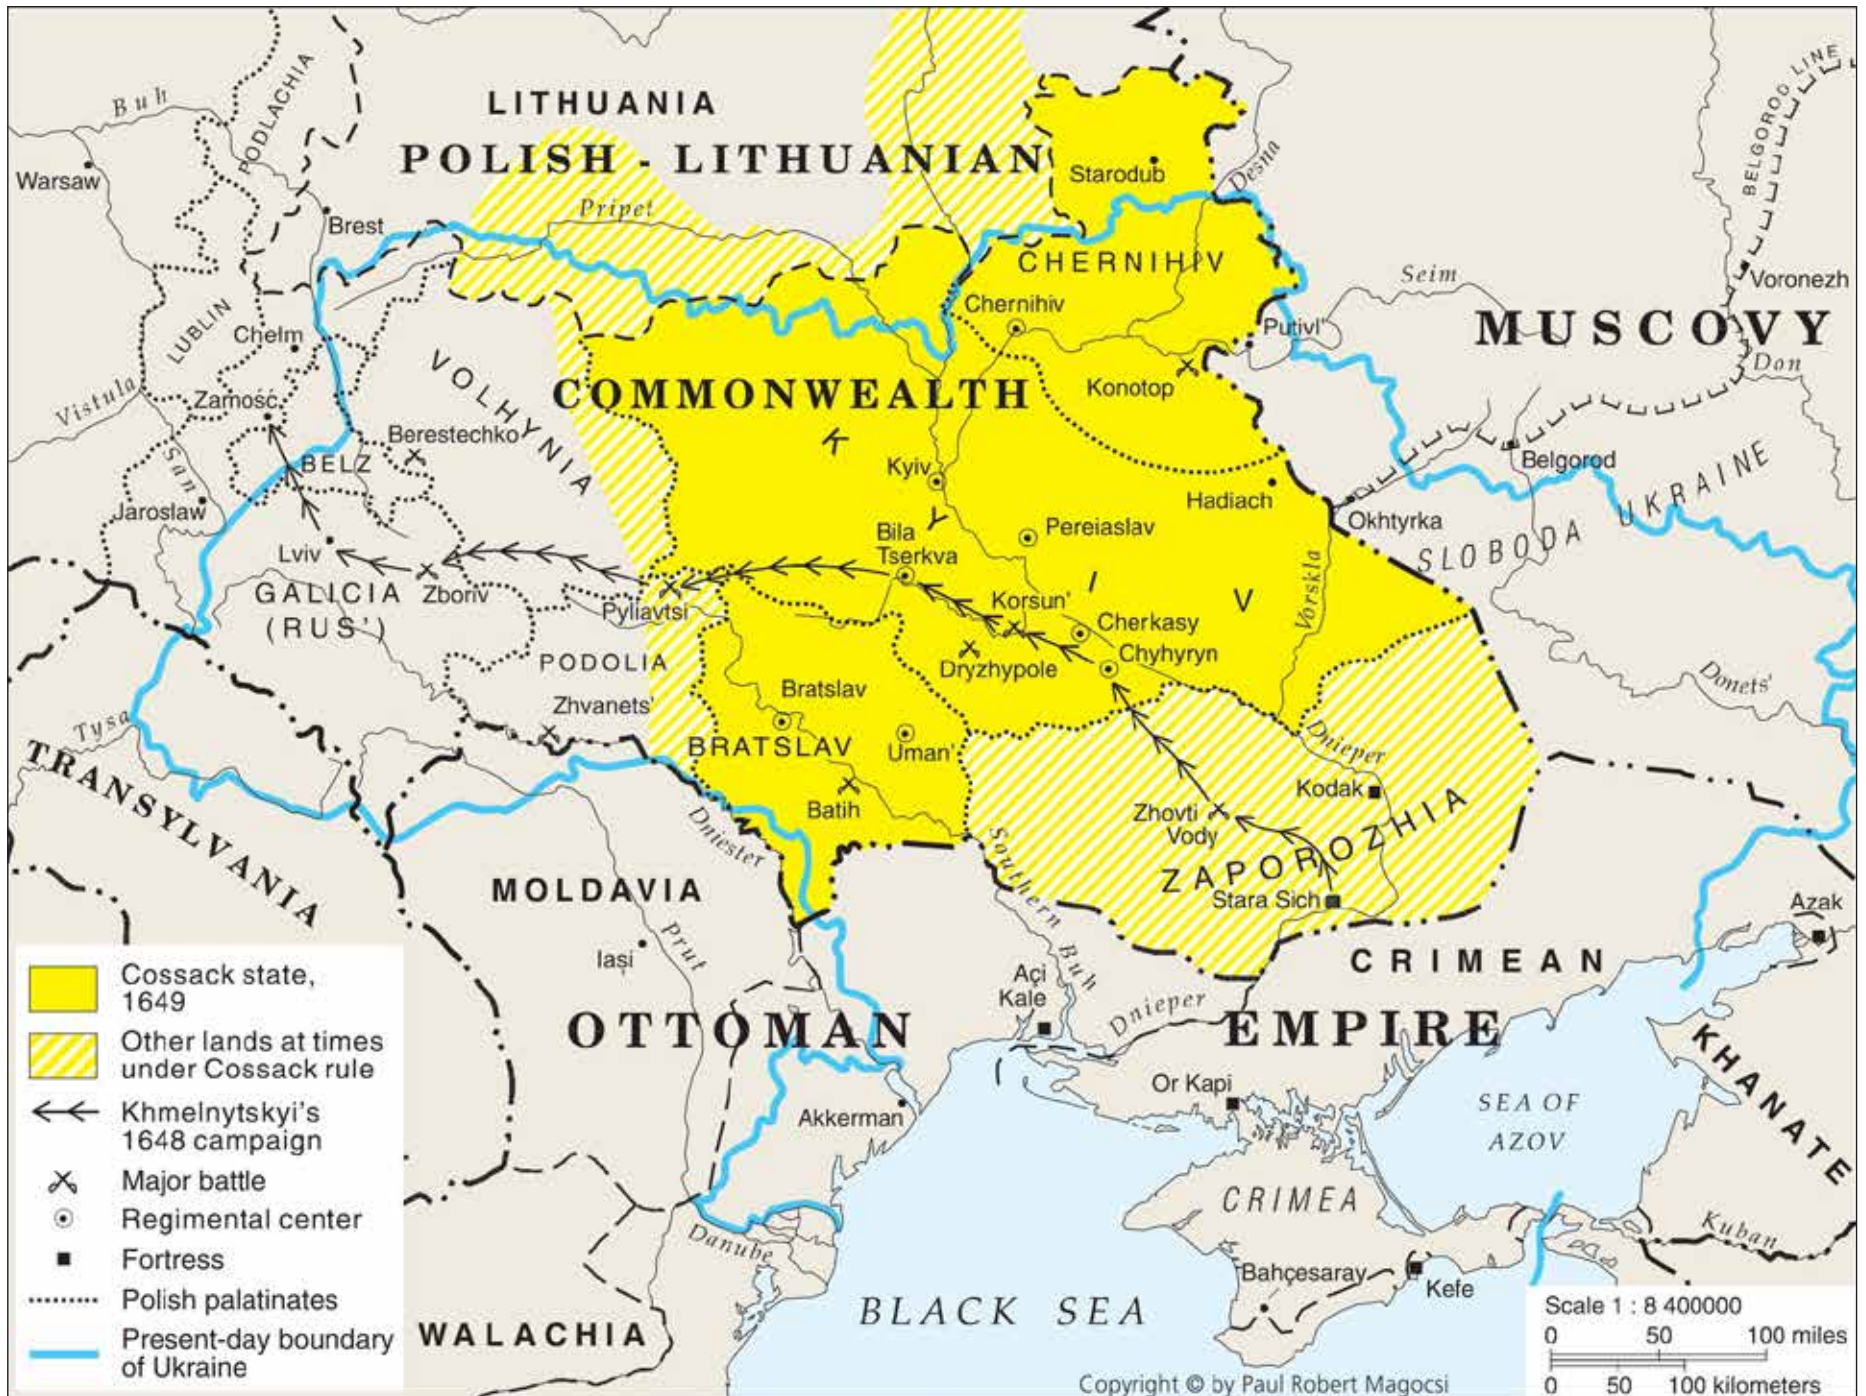 LITHUANIA
POLISH - LITHUANIAN
COMMONWEALTH
Buh
PODLACHIA
Warsaw
Brest
Pripet
Starodub
Desna
BELGOROD LINE
CHERNIHIV
Chernihiv
Seim
Voronezh
LUBLIN
Chelm
Putivl'
MUSCOVY
Don
Konotop
VOLHYNIA
Vistula
Zamość
Berestechko
San
BELZ
Kyiv
KYIV
Hadiach
Belgorod
Jaroslaw
Okhtyrka
SLOBODA UKRAINE
Pereiaslav
Bila
Tserkva
Lviv
GALICIA
(RUS')
Zboriv
Pyliavtsi
Korsun'
Cherkasy
Vorskla
Dryzhypole
Chyhyryn
PODOLIA
Bratslav
Donets'
Zhvanets'
BRATSLAV
Uman'
Dnieper
Tysa
TRANSYLVANIA
Batih
Kodak
Zhovti
Vody
ZAPOROZHIA
Dniester
Southern Buh
MOLDAVIA
Stara Sich
Azak
Iași
Prut
CRIMEAN
KHANATE
Açi
Kale
Dnieper
OTTOMAN
EMPIRE
Or Kapi
SEA OF
AZOV
Akkerman
CRIMEA
Kuban
Danube
Bahçesaray
Kefe
BLACK SEA
WALACHIA
Cossack state,
1649
Other lands at times
under Cossack rule
Khmelnytskyi's
1648 campaign
Major battle
Regimental center
Fortress
Polish palatinates
Present-day boundary
of Ukraine
Scale 1 : 8 400000
0 50 100 miles
0 50 100 kilometers
Copyright © by Paul Robert Magocsi